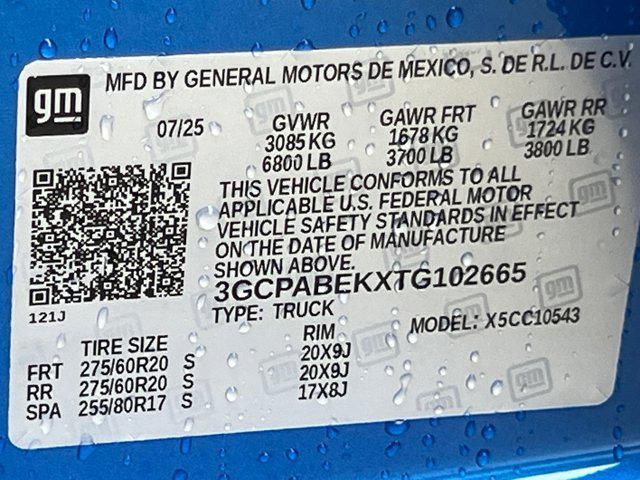 gm
MFD BY GENERAL MOTORS DE MEXICO, S. DE R.L. DE C.V.
07/25 GVWR GAWR FRT GAWR RR
3085 KG 1678 KG 1724 KG
6800 LB 3700 LB 3800 LB
THIS VEHICLE CONFORMS TO ALL
APPLICABLE U.S. FEDERAL MOTOR
VEHICLE SAFETY STANDARDS IN EFFECT
ON THE DATE OF MANUFACTURE
SHOWN ABOVE.
3GCPABEKXTG102665
121J
TYPE: TRUCK MODEL: X5CC10543
TIRE SIZE RIM
FRT 275/60R20 S 20X9J
RR 275/60R20 S 20X9J
SPA 255/80R17 S 17X8J